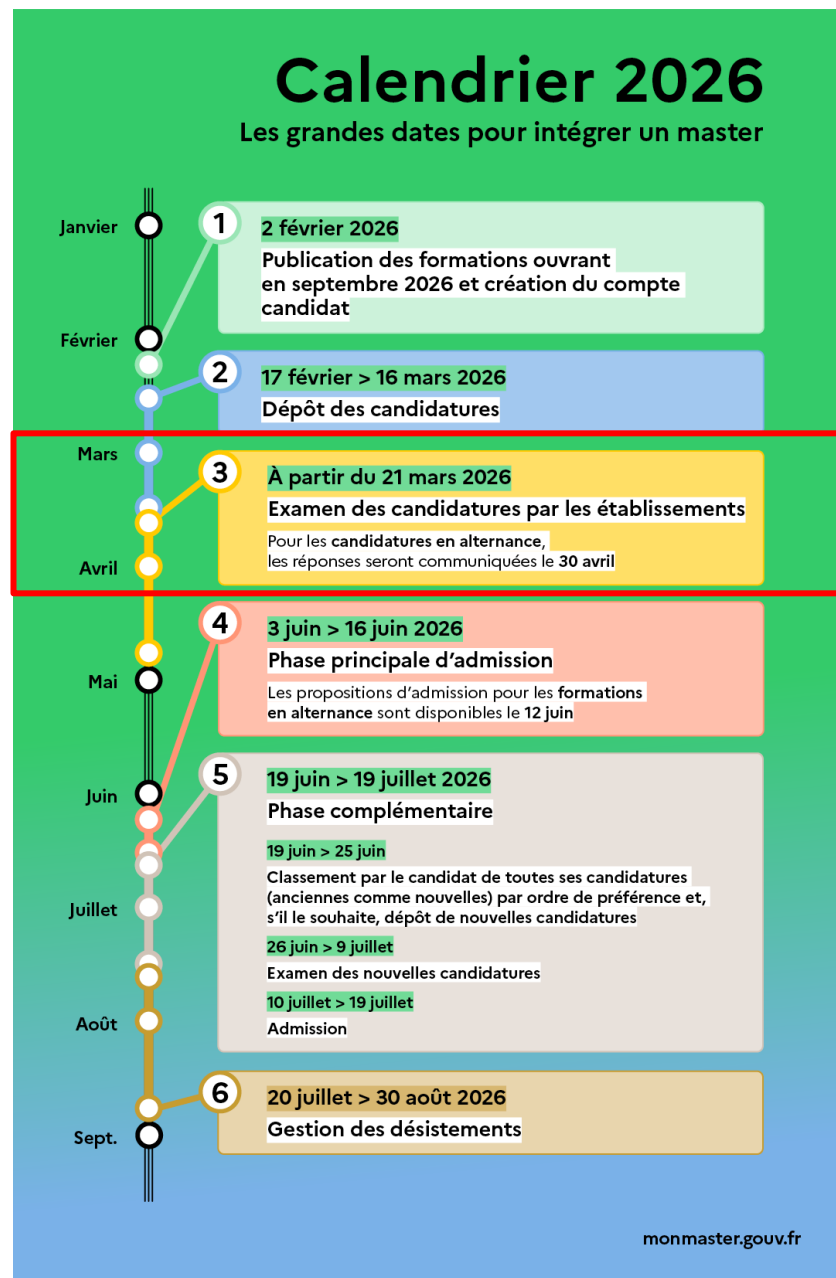 Calendrier 2026
Les grandes dates pour intégrer un master
Janvier
Février
Mars
Avril
Mai
Juin
Juillet
Août
Sept.
1
2 février 2026
Publication des formations ouvrant
en septembre 2026 et création du compte
candidat
2
17 février > 16 mars 2026
Dépôt des candidatures
3
À partir du 21 mars 2026
Examen des candidatures par les établissements
Pour les candidatures en alternance,
les réponses seront communiquées le 30 avril
4
3 juin > 16 juin 2026
Phase principale d’admission
Les propositions d’admission pour les formations
en alternance sont disponibles le 12 juin
5
19 juin > 19 juillet 2026
Phase complémentaire
19 juin > 25 juin
Classement par le candidat de toutes ses candidatures
(anciennes comme nouvelles) par ordre de préférence et,
s’il le souhaite, dépôt de nouvelles candidatures
26 juin > 9 juillet
Examen des nouvelles candidatures
10 juillet > 19 juillet
Admission
6
20 juillet > 30 août 2026
Gestion des désistements
monmaster.gouv.fr